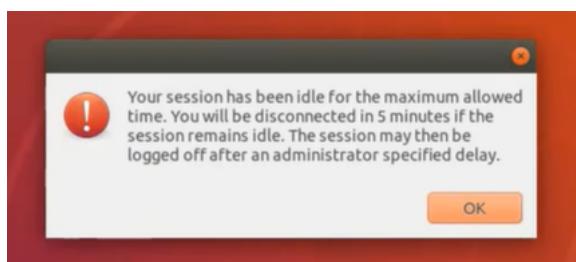 Your session has been idle for the maximum allowed
time. You will be disconnected in 5 minutes if the
session remains idle. The session may then be
logged off after an administrator specified delay.
OK